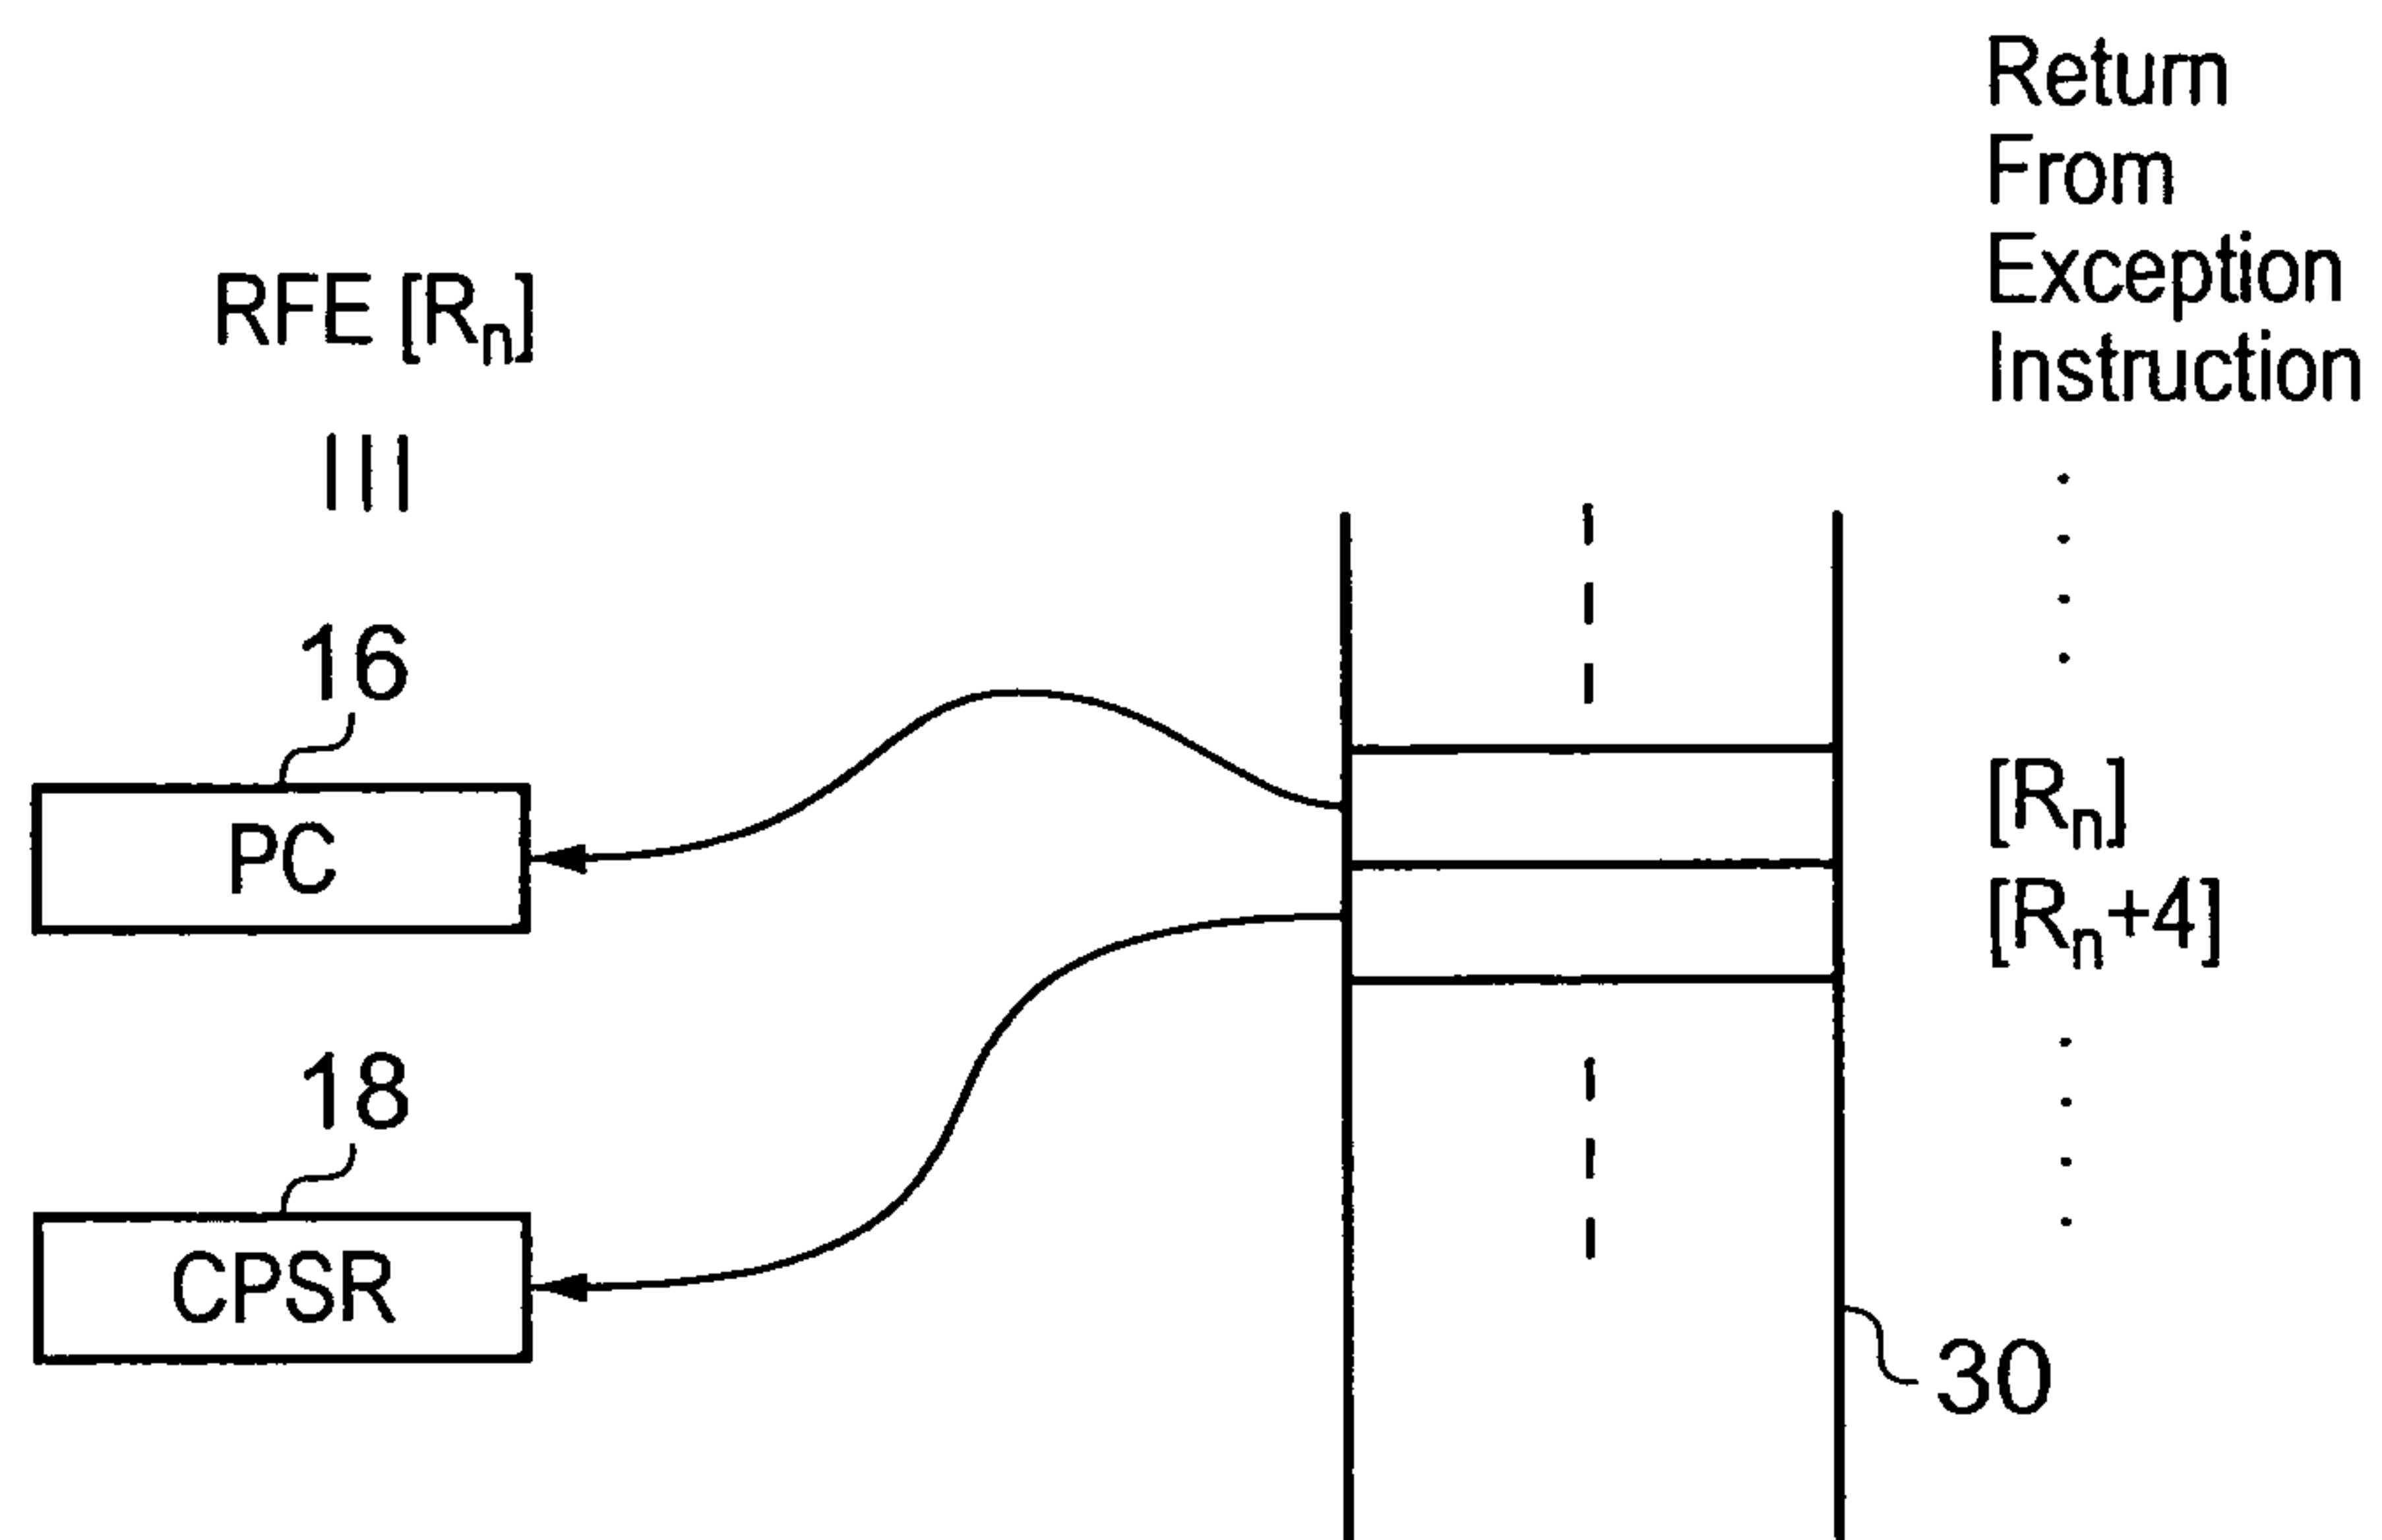 Return
From
Exception
Instruction
RFE [Rn]
16
PC
[Rn]
[Rn+4]
18
CPSR
30